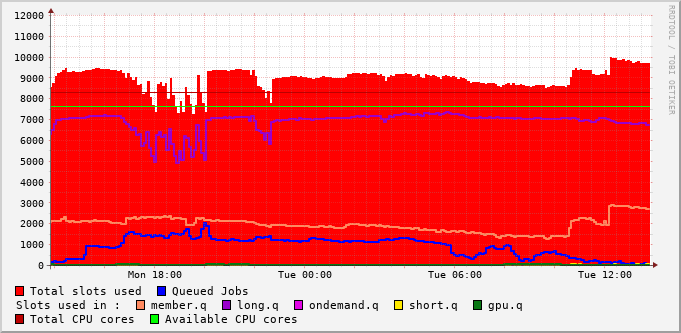 12000
11000
10000
9000
8000
7000
6000
5000
4000
3000
2000
1000
0
Mon 18:00 Tue 00:00 Tue 06:00 Tue 12:00
RRDTOOL / TOBI OETIKER
Total slots used Queued Jobs
Slots used in : member.q long.q ondemand.q short.q gpu.q
Total CPU cores Available CPU cores